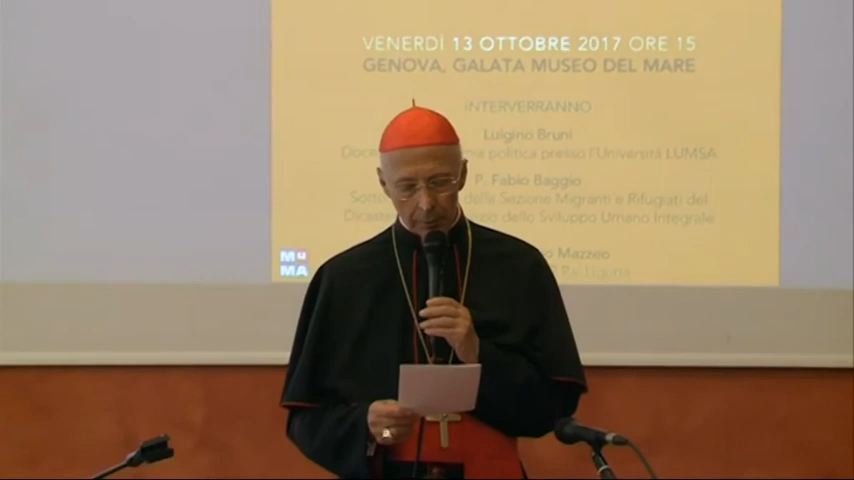 VENERDÌ 13 OTTOBRE 2017 ORE 15
GENOVA, GALATA MUSEO DEL MARE
INTERVERRANNO
Luigino Bruni
politica presso l'Università LUMSA
P. Fabio Baggio
della Sezione Migranti e Rifugiati del
dello Sviluppo Umano Integrale
Mazzeo
MU
MA